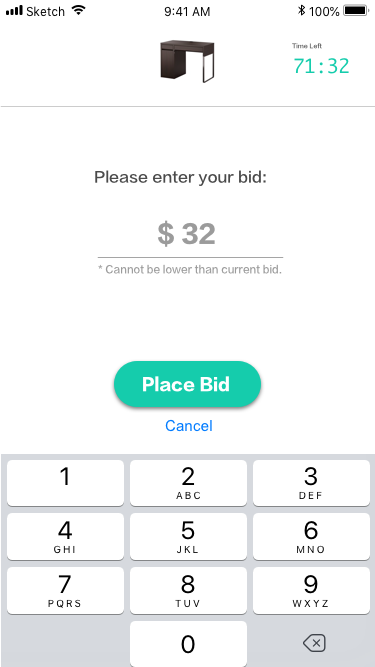 Sketch 9:41 AM 100%
Time Left
71:32
Please enter your bid:
$ 32
* Cannot be lower than current bid.
Place Bid
Cancel
1 2 3
ABC DEF
4 5 6
GHI JKL MNO
7 8 9
PQRS TUV WXYZ
0